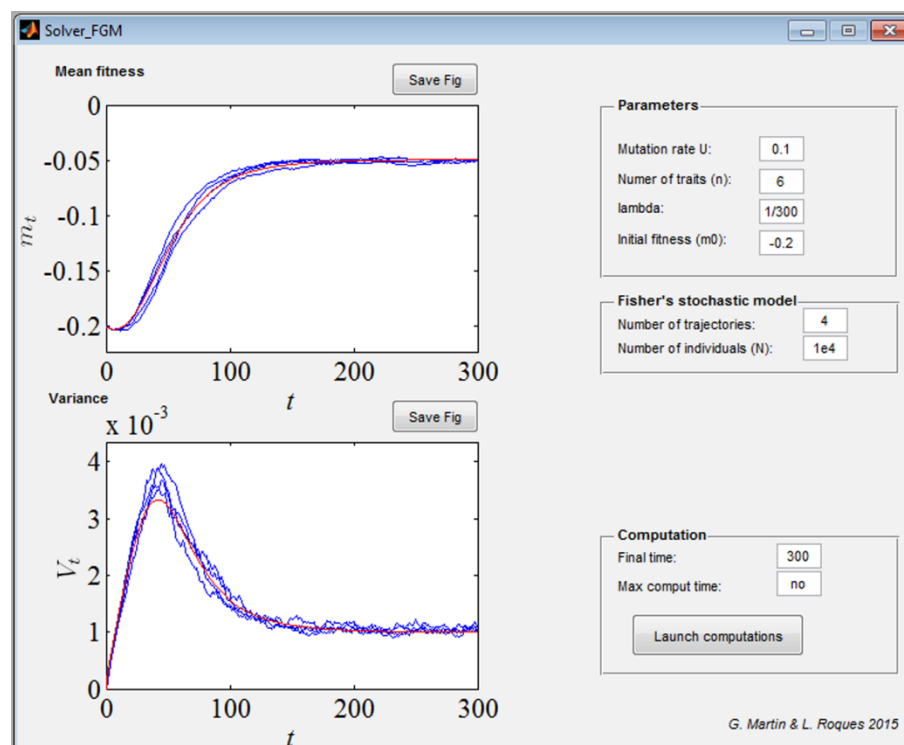 Solver_FGM
Mean fitness
Save Fig
0
-0.05
-0.1
-0.15
-0.2
m_t
0 100 200 300
t
Variance
Save Fig
x 10^-3
4
3
2
1
0
V_t
0 100 200 300
t
Parameters
Mutation rate U: 0.1
Numer of traits (n): 6
lambda: 1/300
Initial fitness (m0): -0.2
Fisher's stochastic model
Number of trajectories: 4
Number of individuals (N): 1e4
Computation
Final time: 300
Max comput time: no
Launch computations
G. Martin & L. Roques 2015